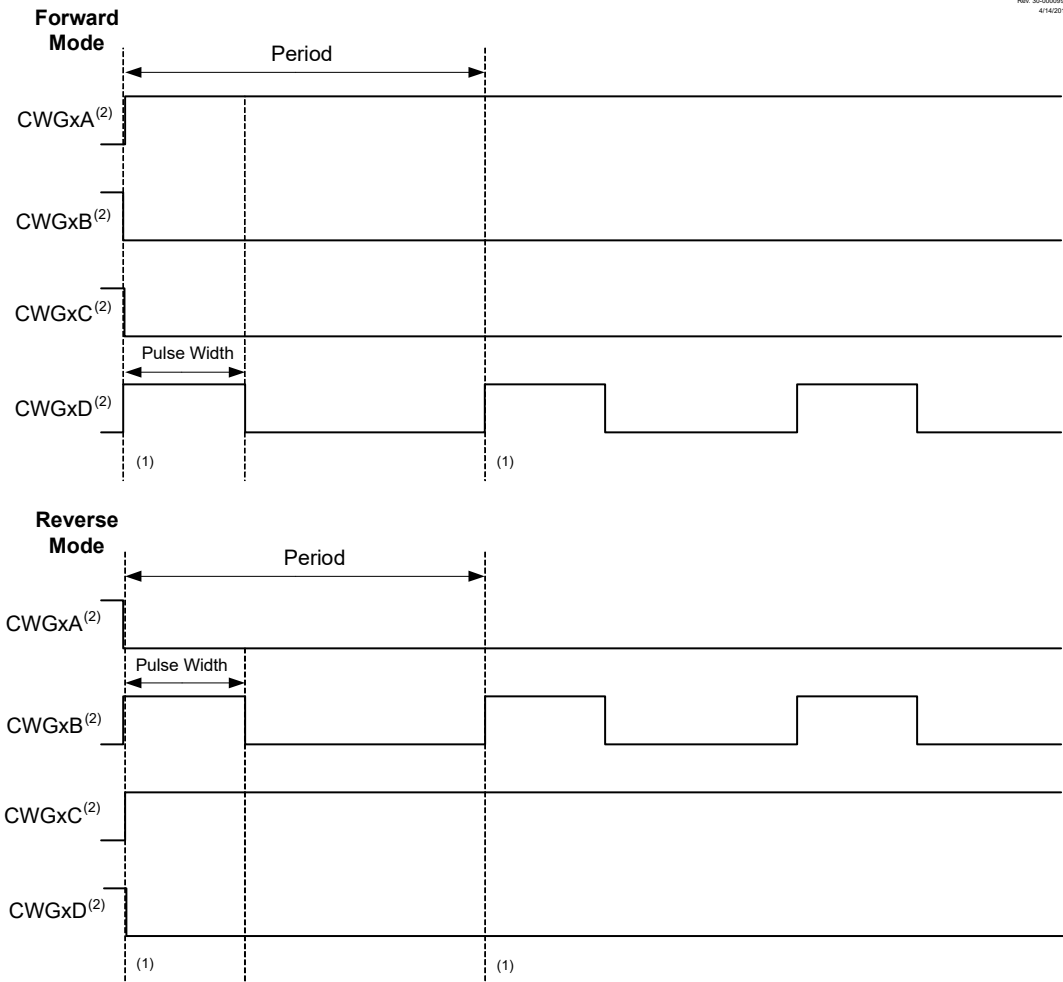 Forward
Mode
Period
CWGxA(2)
CWGxB(2)
CWGxC(2)
Pulse Width
CWGxD(2)
(1) (1)
Reverse
Mode
Period
CWGxA(2)
Pulse Width
CWGxB(2)
CWGxC(2)
CWGxD(2)
(1) (1)